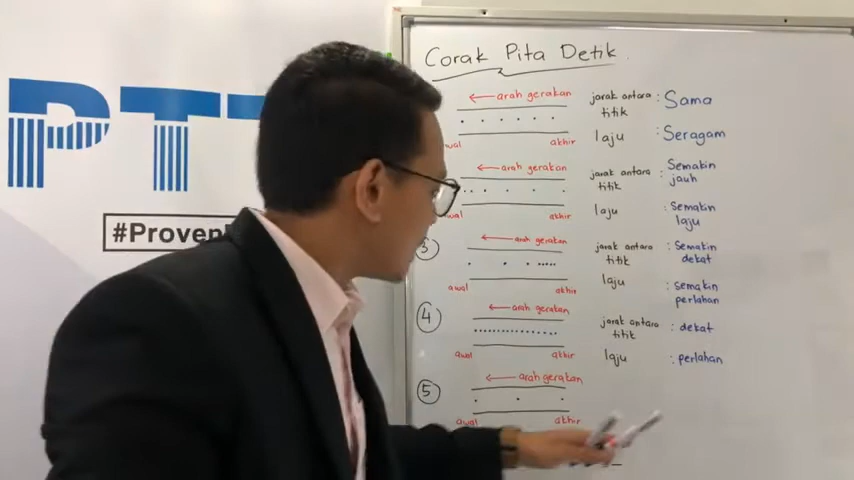 PTT
#Proven
Corak Pita Detik
← arah gerakan
awal akhir
jarak antara titik : Sama
laju : Seragam
← arah gerakan
awal akhir
jarak antara titik : Semakin jauh
laju : Semakin laju
3
← arah gerakan
awal akhir
jarak antara titik : Semakin dekat
laju : semakin perlahan
4
← arah gerakan
awal akhir
jarak antara titik : dekat
laju : perlahan
5
← arah gerakan
awal akhir